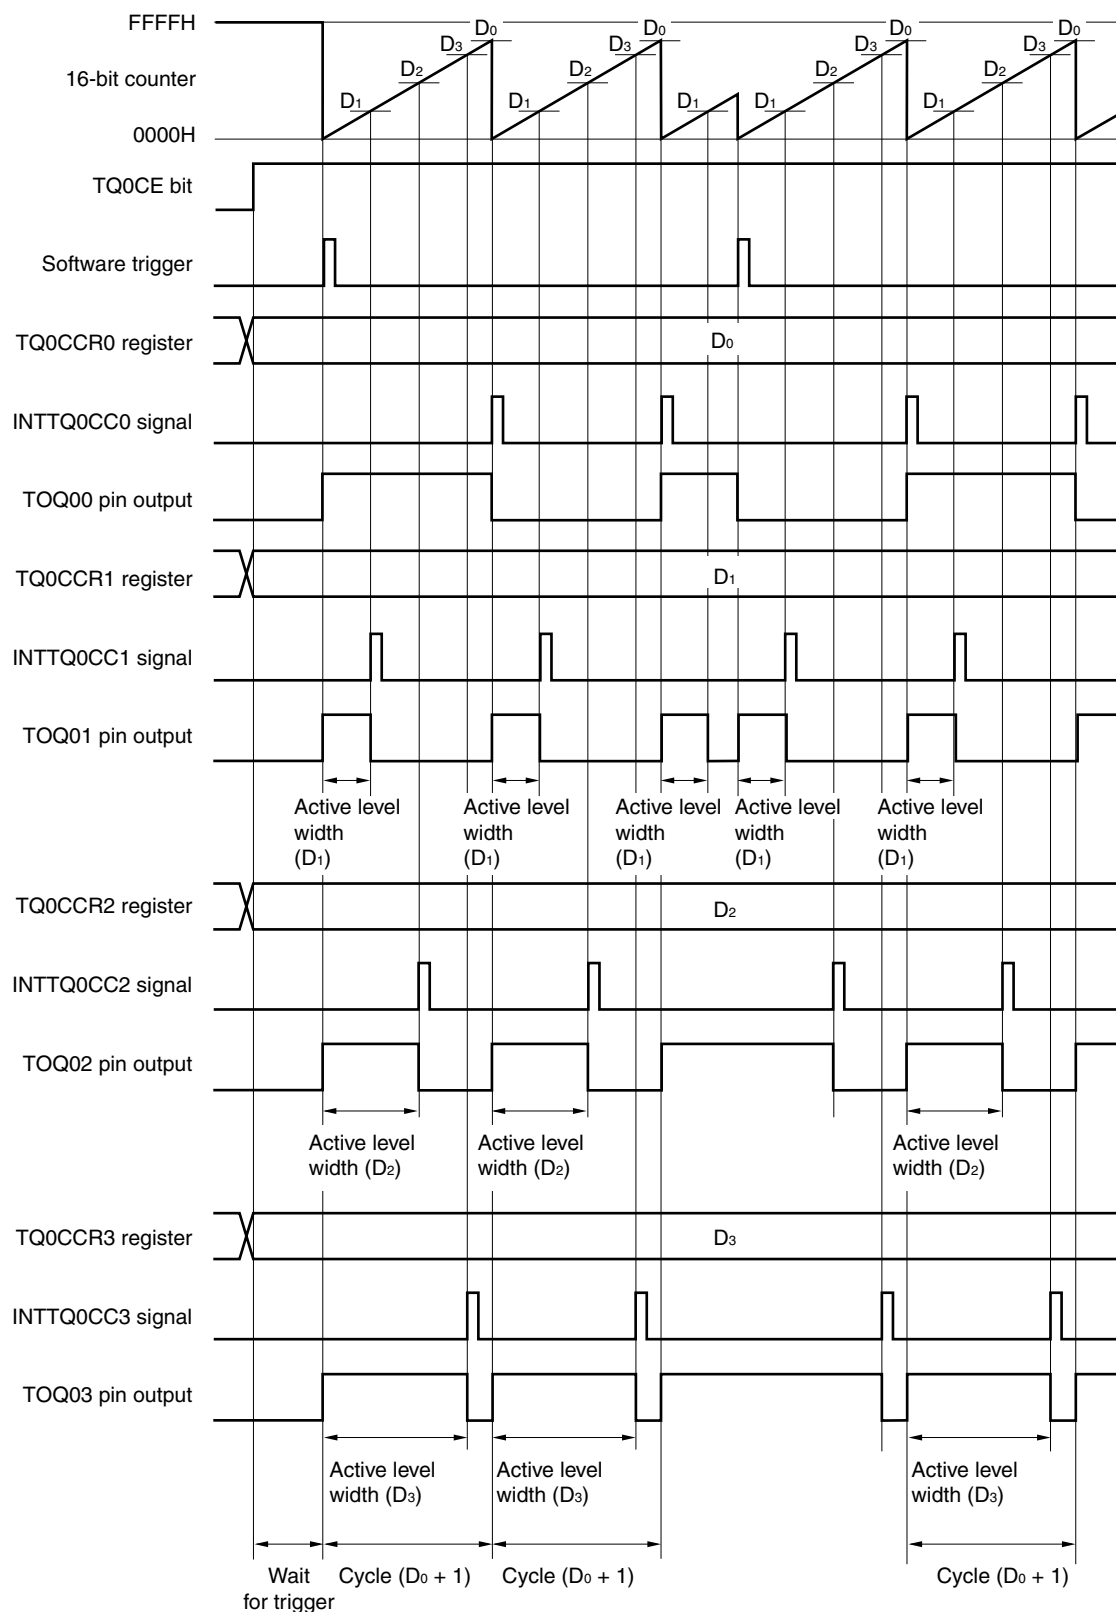 FFFFH
16-bit counter
0000H
D1 D2 D3 D0
D1 D2 D3 D0
D1
D1 D2 D3 D0
D1 D2 D3 D0
TQ0CE bit
Software trigger
TQ0CCR0 register
D0
INTTQ0CC0 signal
TOQ00 pin output
TQ0CCR1 register
D1
INTTQ0CC1 signal
TOQ01 pin output
Active level
width
(D1)
Active level
width
(D1)
Active level
width
(D1)
Active level
width
(D1)
Active level
width
(D1)
TQ0CCR2 register
D2
INTTQ0CC2 signal
TOQ02 pin output
Active level
width (D2)
Active level
width (D2)
Active level
width (D2)
TQ0CCR3 register
D3
INTTQ0CC3 signal
TOQ03 pin output
Active level
width (D3)
Active level
width (D3)
Active level
width (D3)
Wait
for trigger
Cycle (D0 + 1)
Cycle (D0 + 1)
Cycle (D0 + 1)